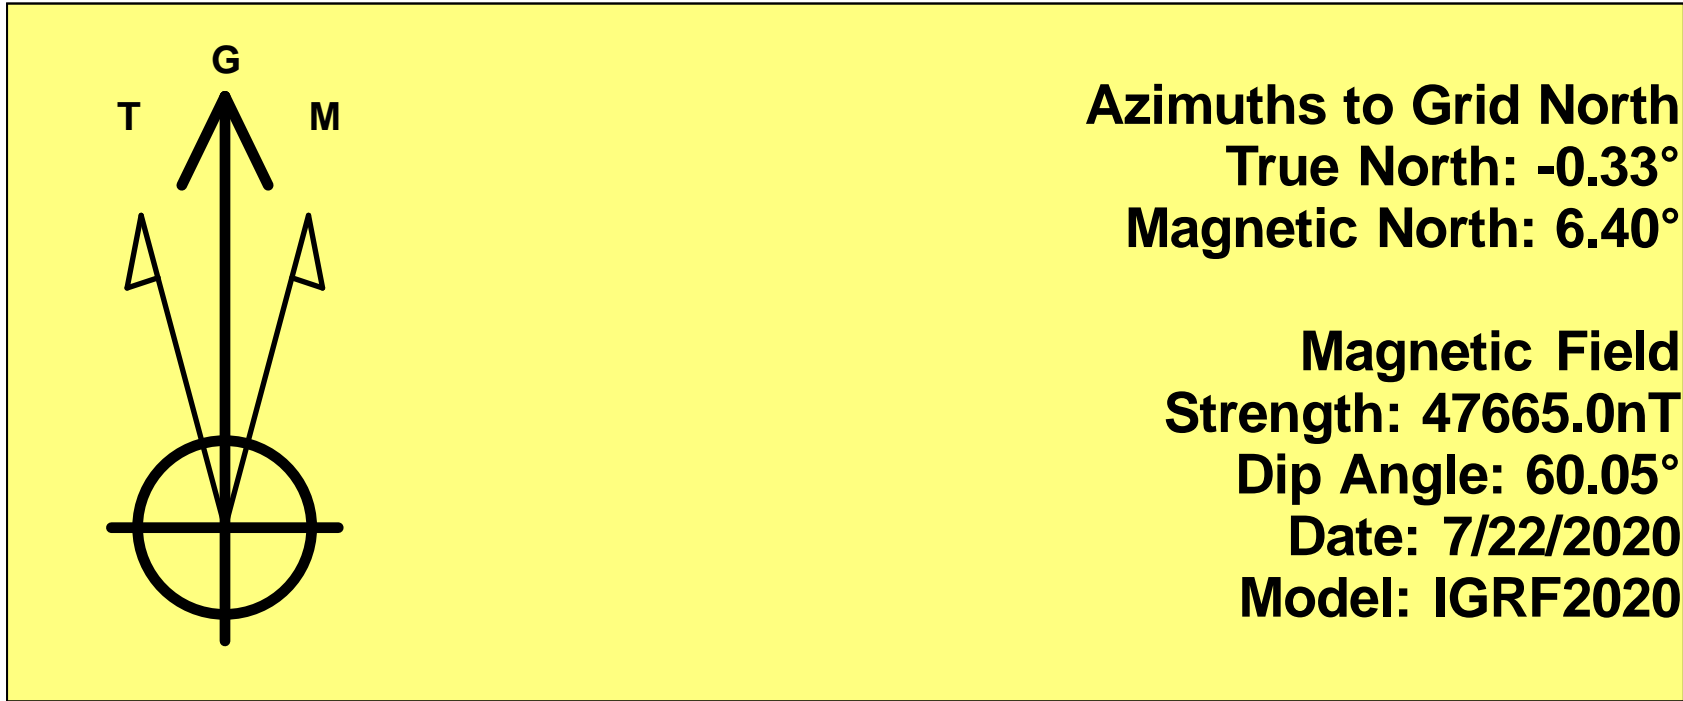 G
T M
Azimuths to Grid North
True North: -0.33°
Magnetic North: 6.40°
Magnetic Field
Strength: 47665.0nT
Dip Angle: 60.05°
Date: 7/22/2020
Model: IGRF2020